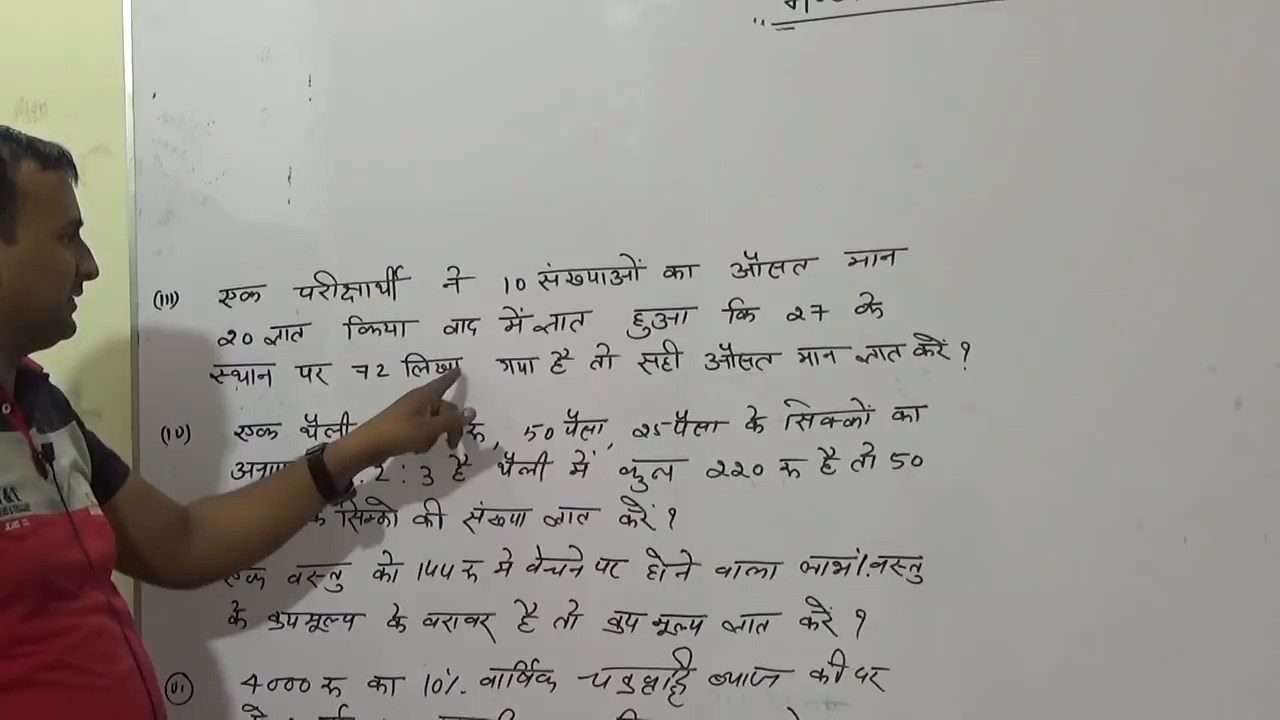 (III) एक परीक्षार्थी ने 10 संख्याओं का औसत मान
20 ज्ञात किया बाद में ज्ञात हुआ कि 27 के
स्थान पर 72 लिखा गया है तो सही औसत मान ज्ञात करें ?
(IV) एक थैली रू, 50 पैसा, 25 पैसा के सिक्कों का
2 : 3 है थैली में कुल 220 रू है तो 50
सिक्को की संख्या ज्ञात करें ?
एक वस्तु को 144 रू मे बेचने पर होने वाला लाभ% वस्तु
के क्रयमूल्य के बराबर है तो क्रय मूल्य ज्ञात करें ?
VI. 4000 रू का 10% वार्षिक चक्रवृद्धि ब्याज की दर